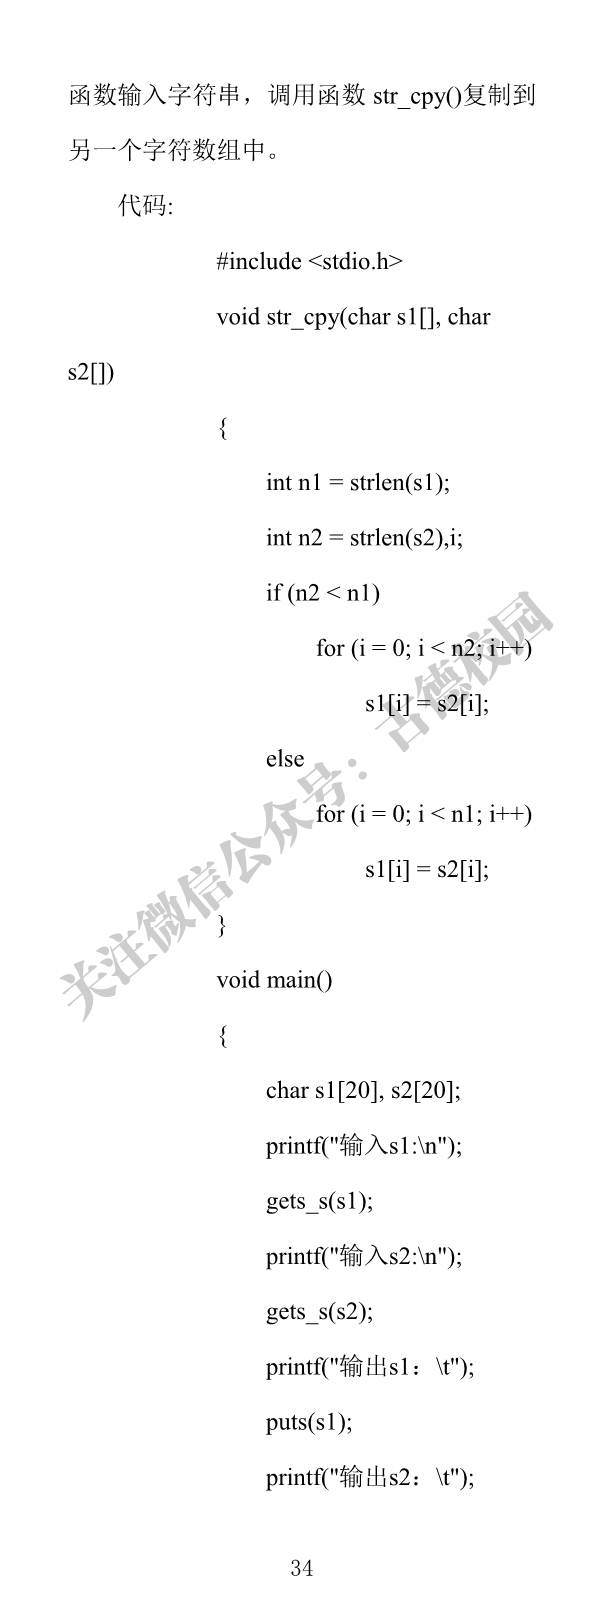 函数输入字符串，调用函数 str_cpy()复制到
另一个字符数组中。
代码:
#include <stdio.h>
void str_cpy(char s1[], char
s2[])
{
int n1 = strlen(s1);
int n2 = strlen(s2),i;
if (n2 < n1)
for (i = 0; i < n2; i++)
s1[i] = s2[i];
else
for (i = 0; i < n1; i++)
s1[i] = s2[i];
}
void main()
{
char s1[20], s2[20];
printf("输入s1:\n");
gets_s(s1);
printf("输入s2:\n");
gets_s(s2);
printf("输出s1：\t");
puts(s1);
printf("输出s2：\t");
34
关注微信公众号：古德校园